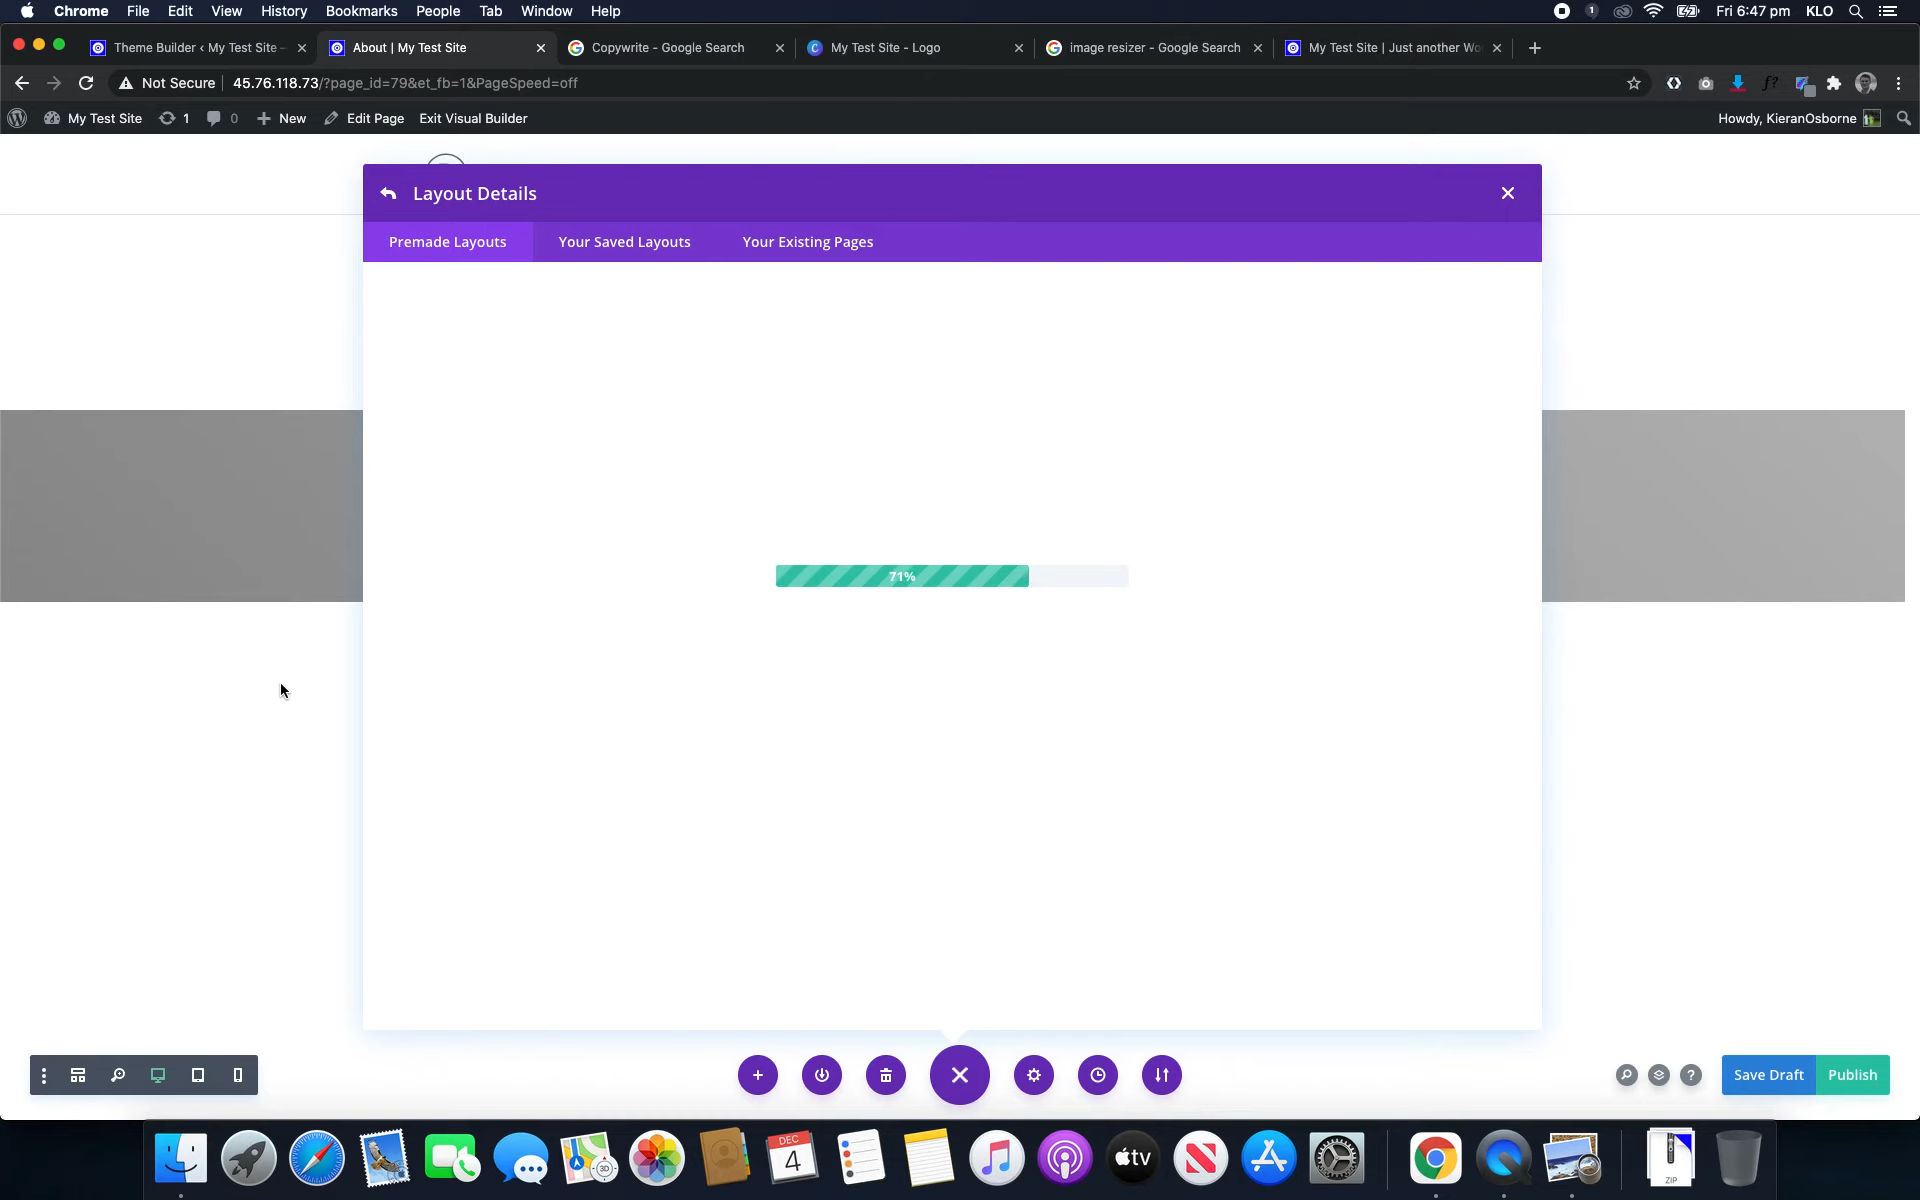 Chrome File Edit View History Bookmarks People Tab Window Help
1 Fri 6:47 pm KLO
Theme Builder ‹ My Test Site –
About | My Test Site
Copywrite - Google Search
My Test Site - Logo
image resizer - Google Search
My Test Site | Just another Wo
Not Secure 45.76.118.73/?page_id=79&et_fb=1&PageSpeed=off
f?
My Test Site 1 0 New Edit Page Exit Visual Builder
Howdy, KieranOsborne
Layout Details
Premade Layouts Your Saved Layouts Your Existing Pages
71%
? Save Draft Publish
3D
DEC
4
tv
ZIP